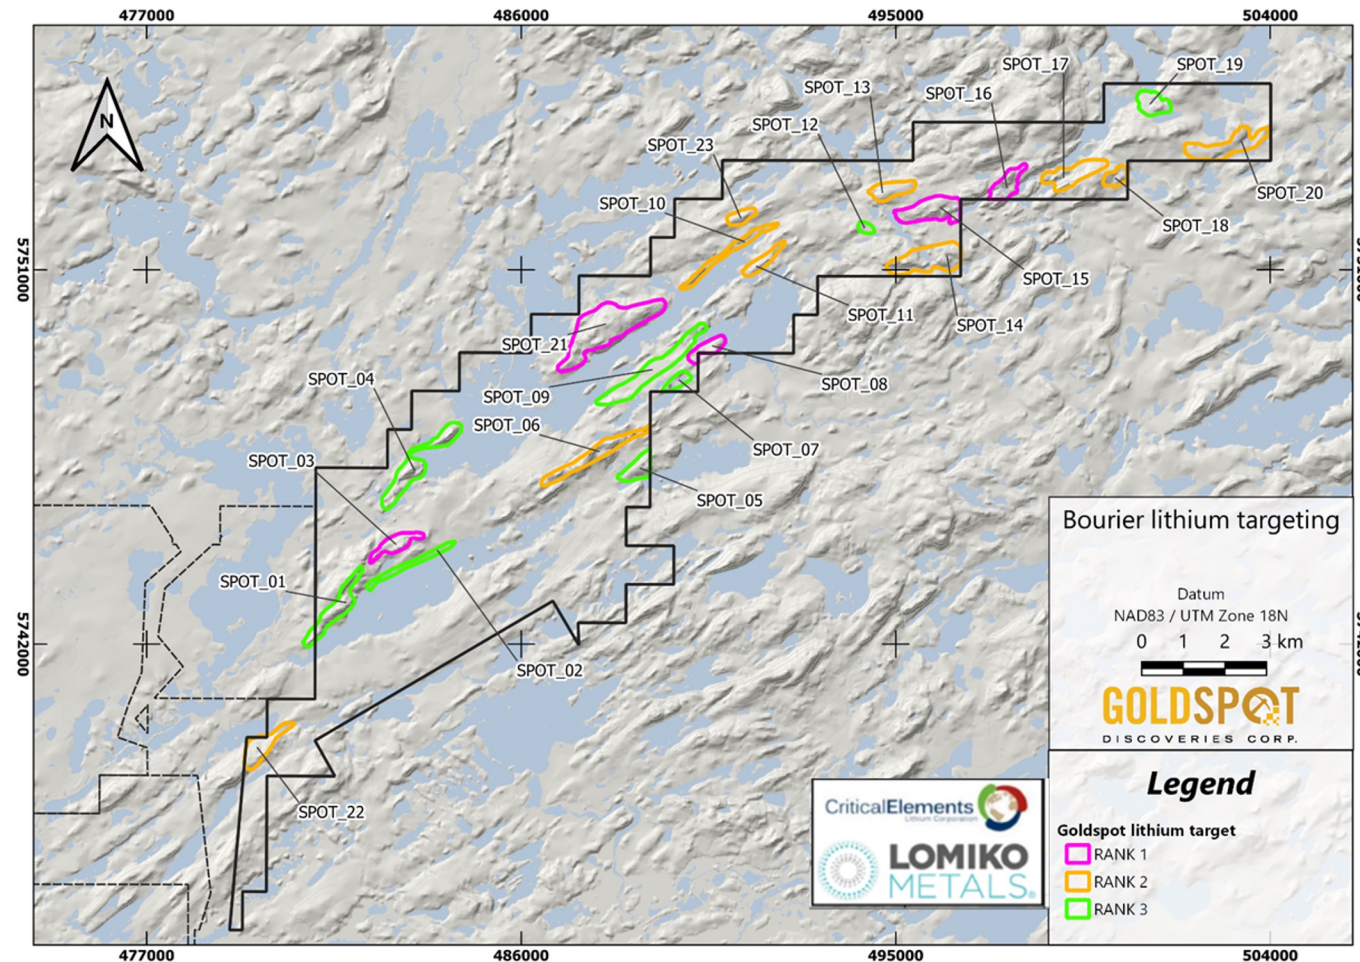 477000
486000
495000
504000
SPOT_17
SPOT_19
SPOT_13
SPOT_16
SPOT_12
SPOT_23
N
SPOT_20
SPOT_10
SPOT_18
5751000
SPOT_15
SPOT_11
SPOT_14
SPOT_21
SPOT_04
SPOT_08
SPOT_09
SPOT_06
SPOT_07
SPOT_03
SPOT_05
Bourier lithium targeting
SPOT_01
Datum
NAD83 / UTM Zone 18N
0 1 2 3 km
5742000
SPOT_02
GOLDSPOT
DISCOVERIES CORP.
Legend
CriticalElements
Lithium Corporation
SPOT_22
Goldspot lithium target
LOMIKO
METALS
RANK 1
RANK 2
RANK 3
477000
486000
495000
504000